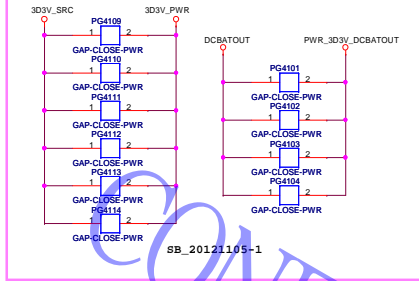 3D3V_SRC 3D3V_PWR
PG4109
1 2
GAP-CLOSE-PWR
PG4110
1 2
GAP-CLOSE-PWR
PG4111
1 2
GAP-CLOSE-PWR
PG4112
1 2
GAP-CLOSE-PWR
PG4113
1 2
GAP-CLOSE-PWR
PG4114
1 2
GAP-CLOSE-PWR
DCBATOUT PWR_3D3V_DCBATOUT
PG4101
1 2
GAP-CLOSE-PWR
PG4102
1 2
GAP-CLOSE-PWR
PG4103
1 2
GAP-CLOSE-PWR
PG4104
1 2
GAP-CLOSE-PWR
SB_20121105-1